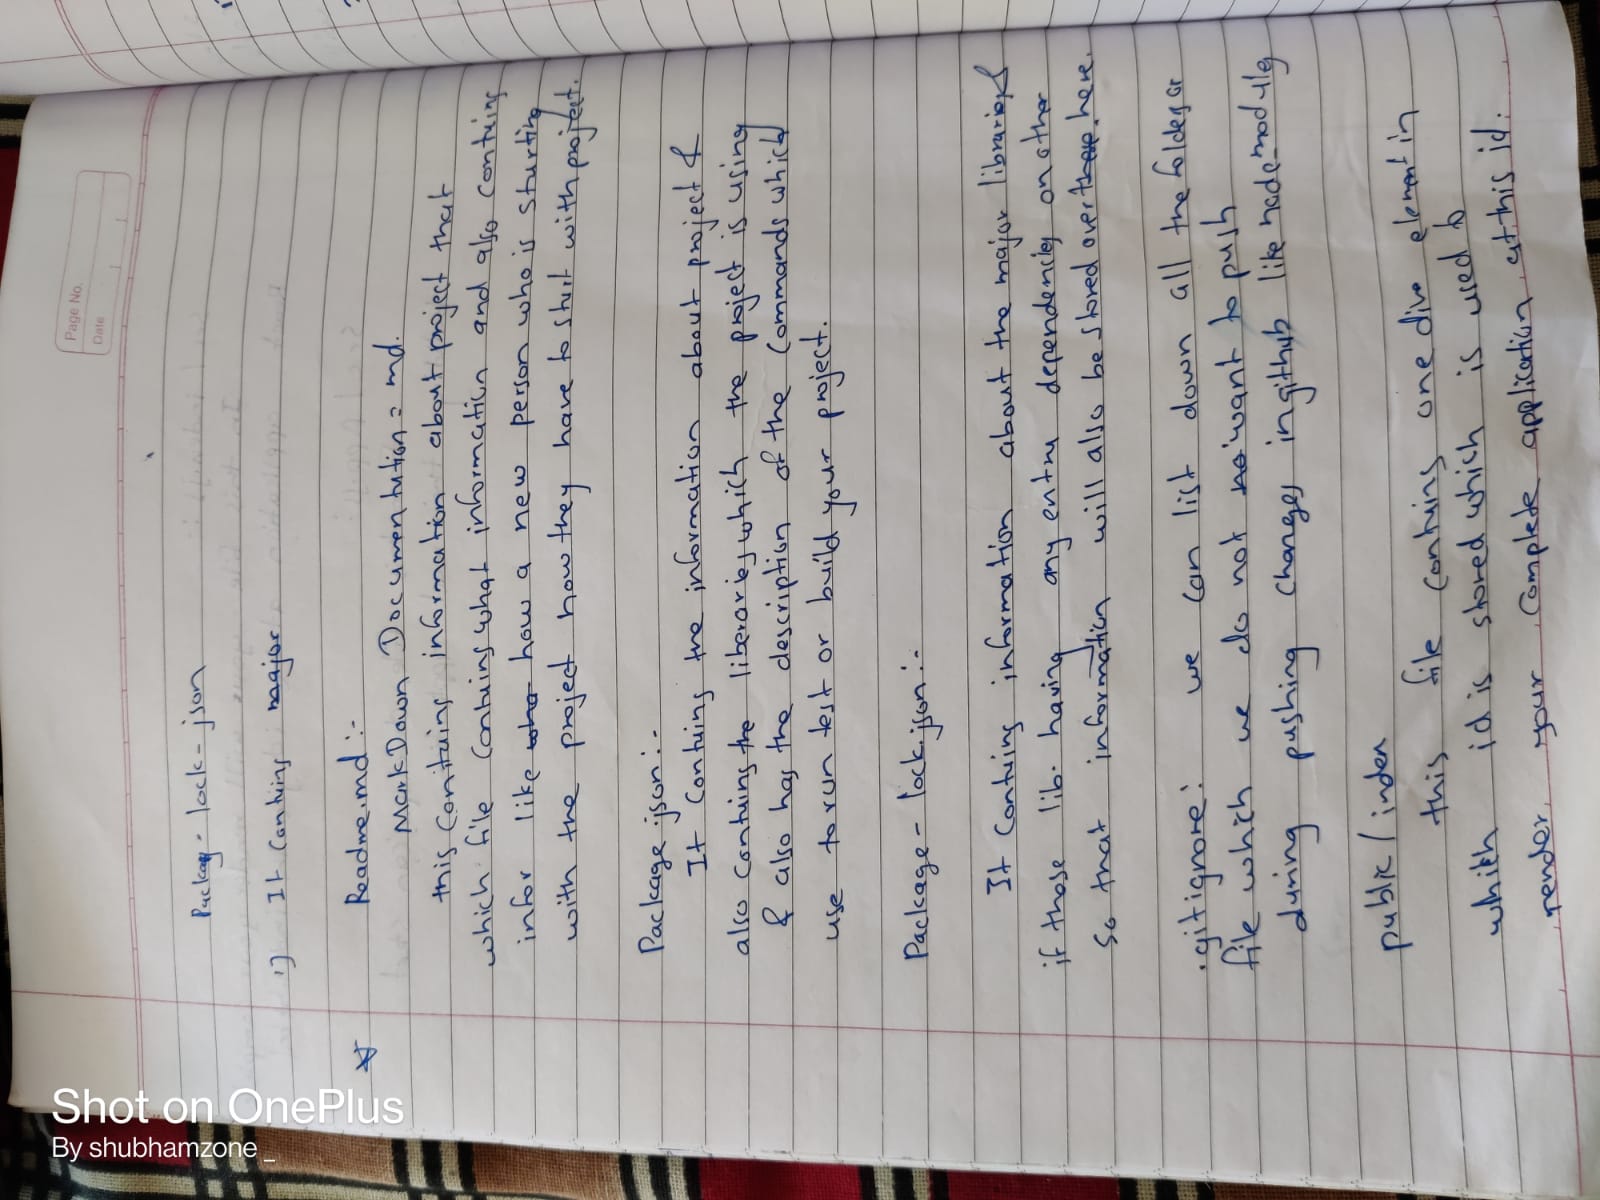 Page No.
Date
Package - lock - json
1) It contains major
Readme.md :-
MarkDown Documentation = md.
this contains information about project that
which file contains what information and also contains
infor like how a new person who is starting
with the project how they have to start with project.
Package.json :-
It contains the information about project &
also contains the liberaries which the project is using
& also has the description of the commands which
use to run test or build your project.
Package - lock.json :-
It contains information about the major libraries &
if those lib. having any entry dependencies on other
so that information will also be stored over here.
.gitignore : we can list down all the folders or
file which we do not want to push
during pushing changes in github like node_modules
public / index
this file contains one div element in
which id is stored which is used to
render your complete application at this id.
Shot on OnePlus
By shubhamzone _